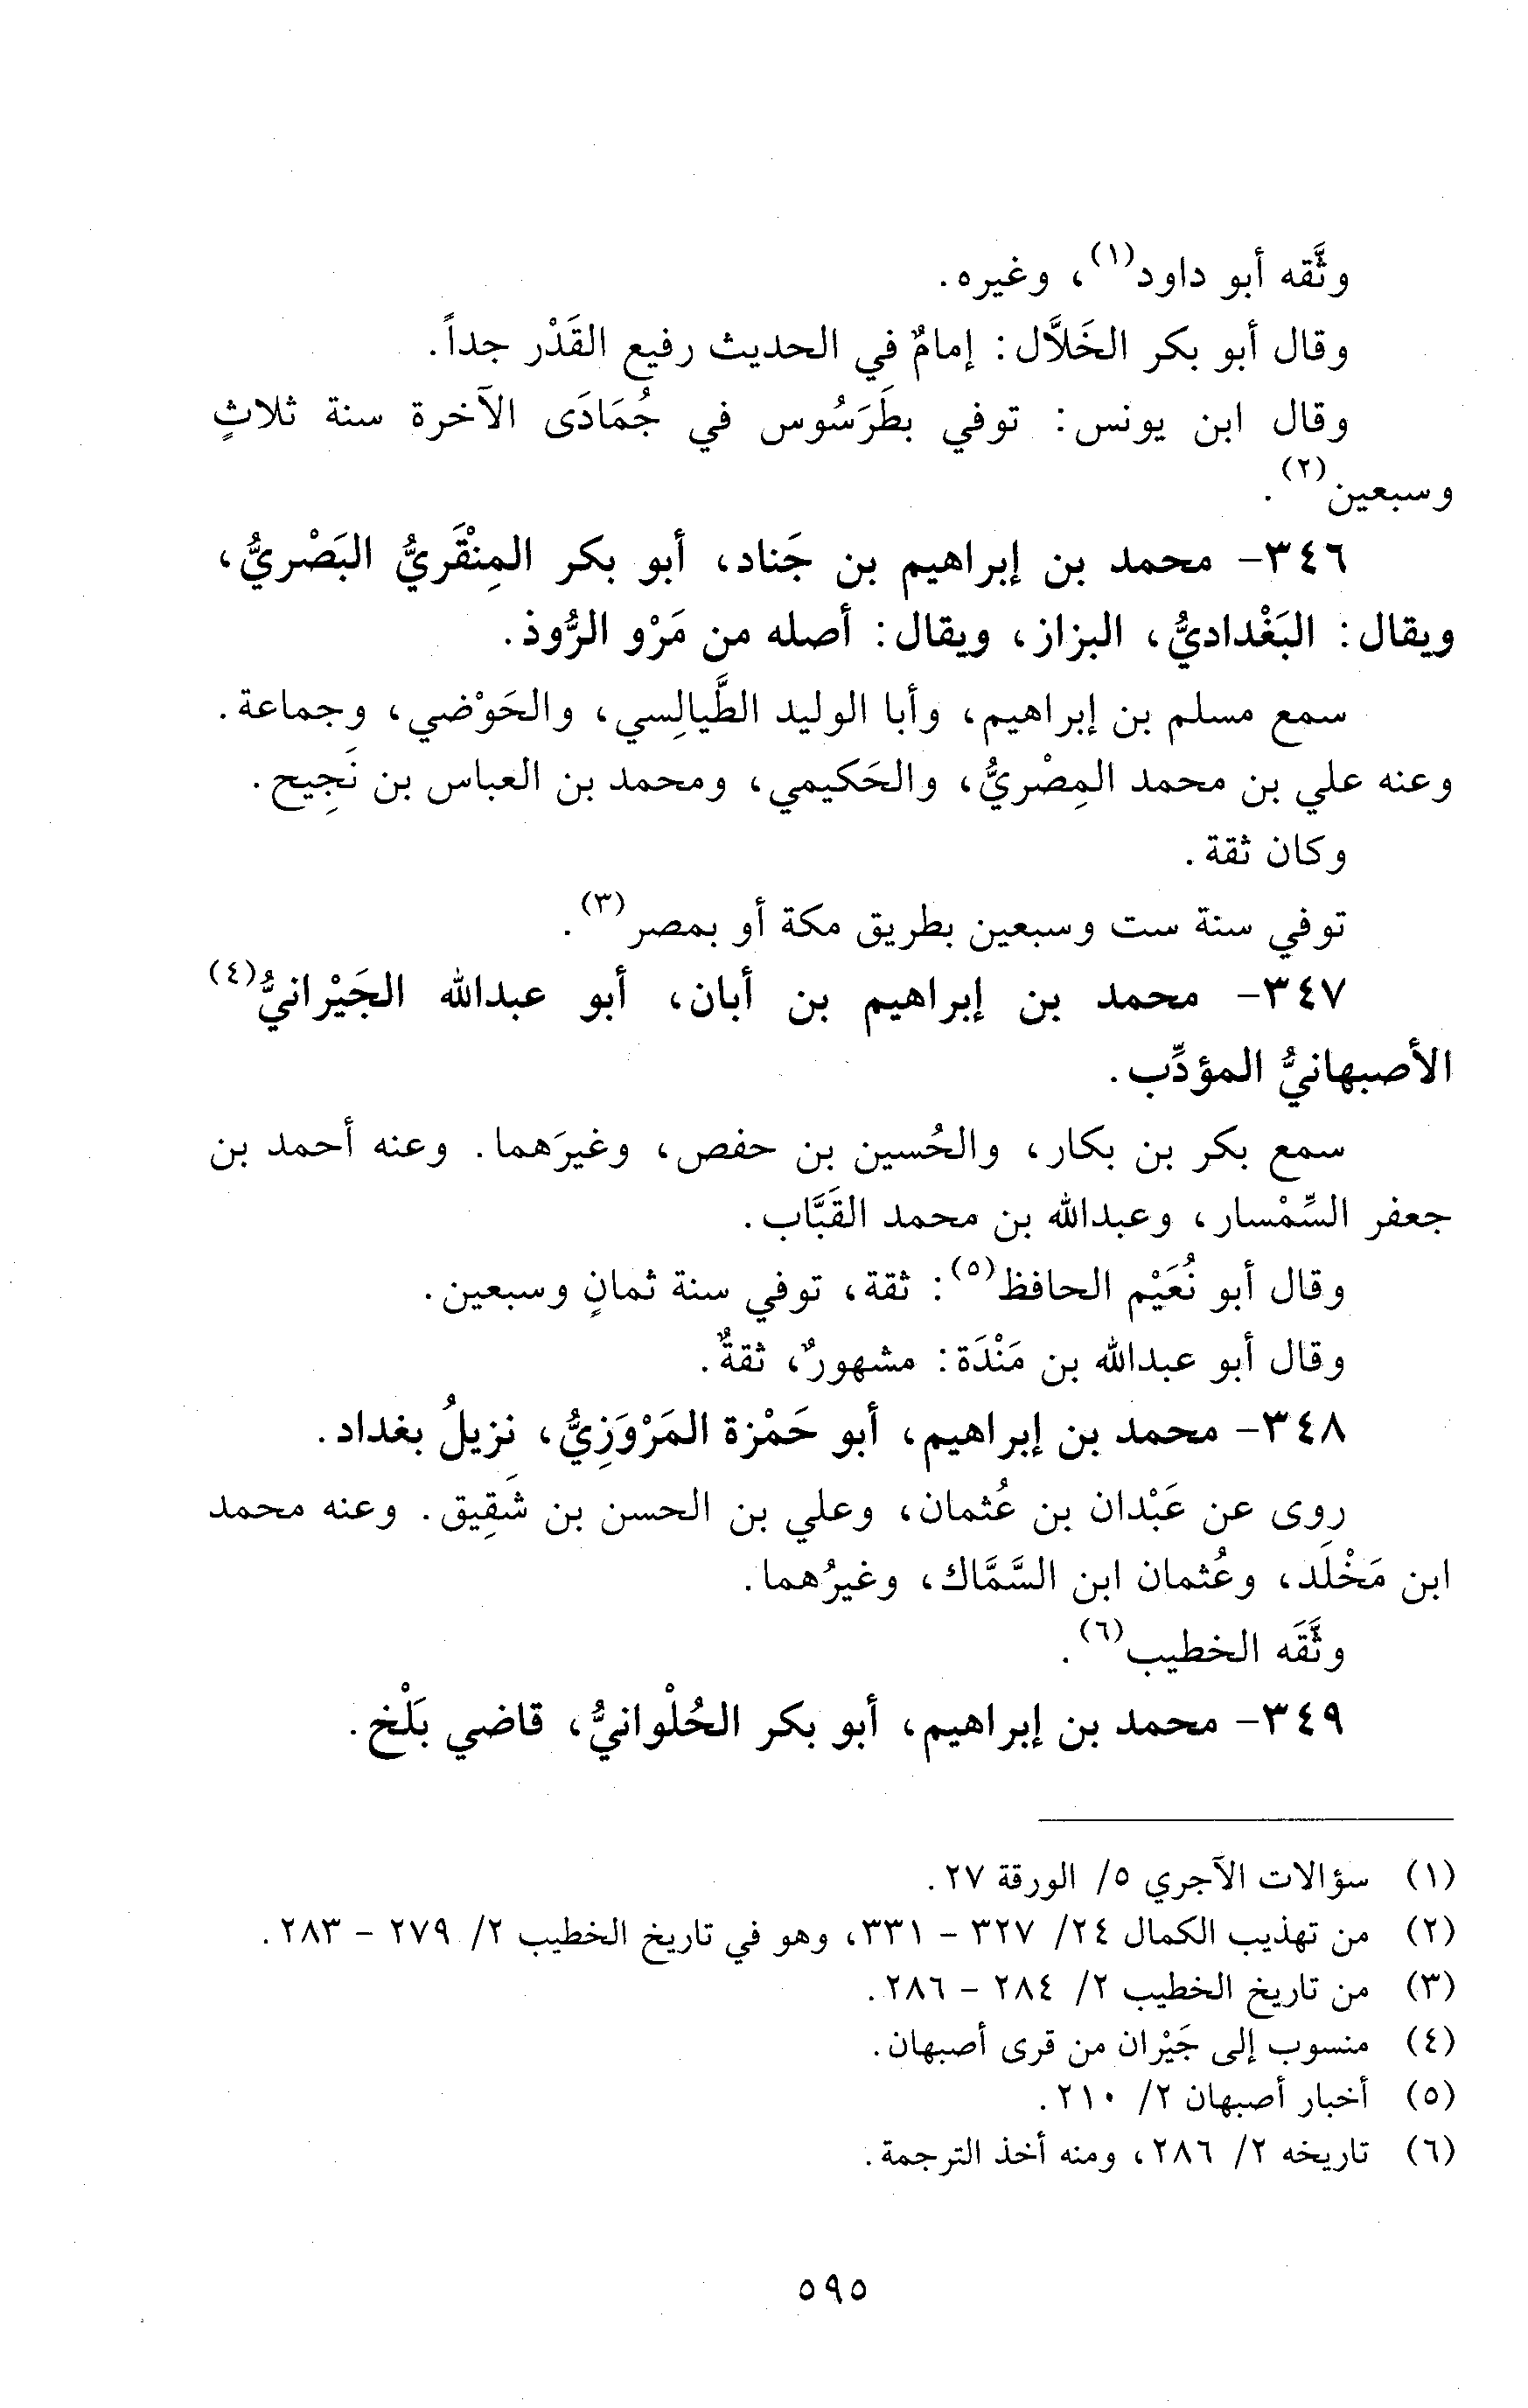 وثَّقه أبو داود(١)، وغيره.
وقال أبو بكر الخَلاَّل: إمامٌ في الحديث رفيع القَدْر جداً.
وقال ابن يونس: توفي بطَرَسُوس في جُمَادَى الآخرة سنة ثلاثٍ
وسبعين(٢).
٣٤٦- محمد بن إبراهيم بن جَناد، أبو بكر المِنْقَريُّ البَصْريُّ،
ويقال: البَغْداديُّ، البزاز، ويقال: أصله من مَرْو الرُّوذ.
سمع مسلم بن إبراهيم، وأبا الوليد الطَّيالِسي، والحَوْضي، وجماعة.
وعنه علي بن محمد المِصْريُّ، والحَكيمي، ومحمد بن العباس بن نَجِيح.
وكان ثقة.
توفي سنة ست وسبعين بطريق مكة أو بمصر(٣).
٣٤٧- محمد بن إبراهيم بن أبان، أبو عبدالله الجَيْرانيُّ(٤)
الأصبهانيُّ المؤدِّب.
سمع بكر بن بكار، والحُسين بن حفص، وغيرَهما. وعنه أحمد بن
جعفر السِّمْسار، وعبدالله بن محمد القَبَّاب.
وقال أبو نُعَيْم الحافظ(٥): ثقة، توفي سنة ثمانٍ وسبعين.
وقال أبو عبدالله بن مَنْدَة: مشهورٌ، ثقةٌ.
٣٤٨- محمد بن إبراهيم، أبو حَمْزة المَرْوَزِيُّ، نزيلُ بغداد.
روى عن عَبْدان بن عُثمان، وعلي بن الحسن بن شَقِيق. وعنه محمد
ابن مَخْلَد، وعُثمان ابن السَّمَّاك، وغيرُهما.
وثَّقَه الخطيب(٦).
٣٤٩- محمد بن إبراهيم، أبو بكر الحُلْوانيُّ، قاضي بَلْخ.
(١) سؤالات الآجري ٥/ الورقة ٢٧.
(٢) من تهذيب الكمال ٢٤/ ٣٢٧ - ٣٣١، وهو في تاريخ الخطيب ٢/ ٢٧٩ - ٢٨٣.
(٣) من تاريخ الخطيب ٢/ ٢٨٤ - ٢٨٦.
(٤) منسوب إلى جَيْران من قرى أصبهان.
(٥) أخبار أصبهان ٢/ ٢١٠.
(٦) تاريخه ٢/ ٢٨٦، ومنه أخذ الترجمة.
٥٩٥